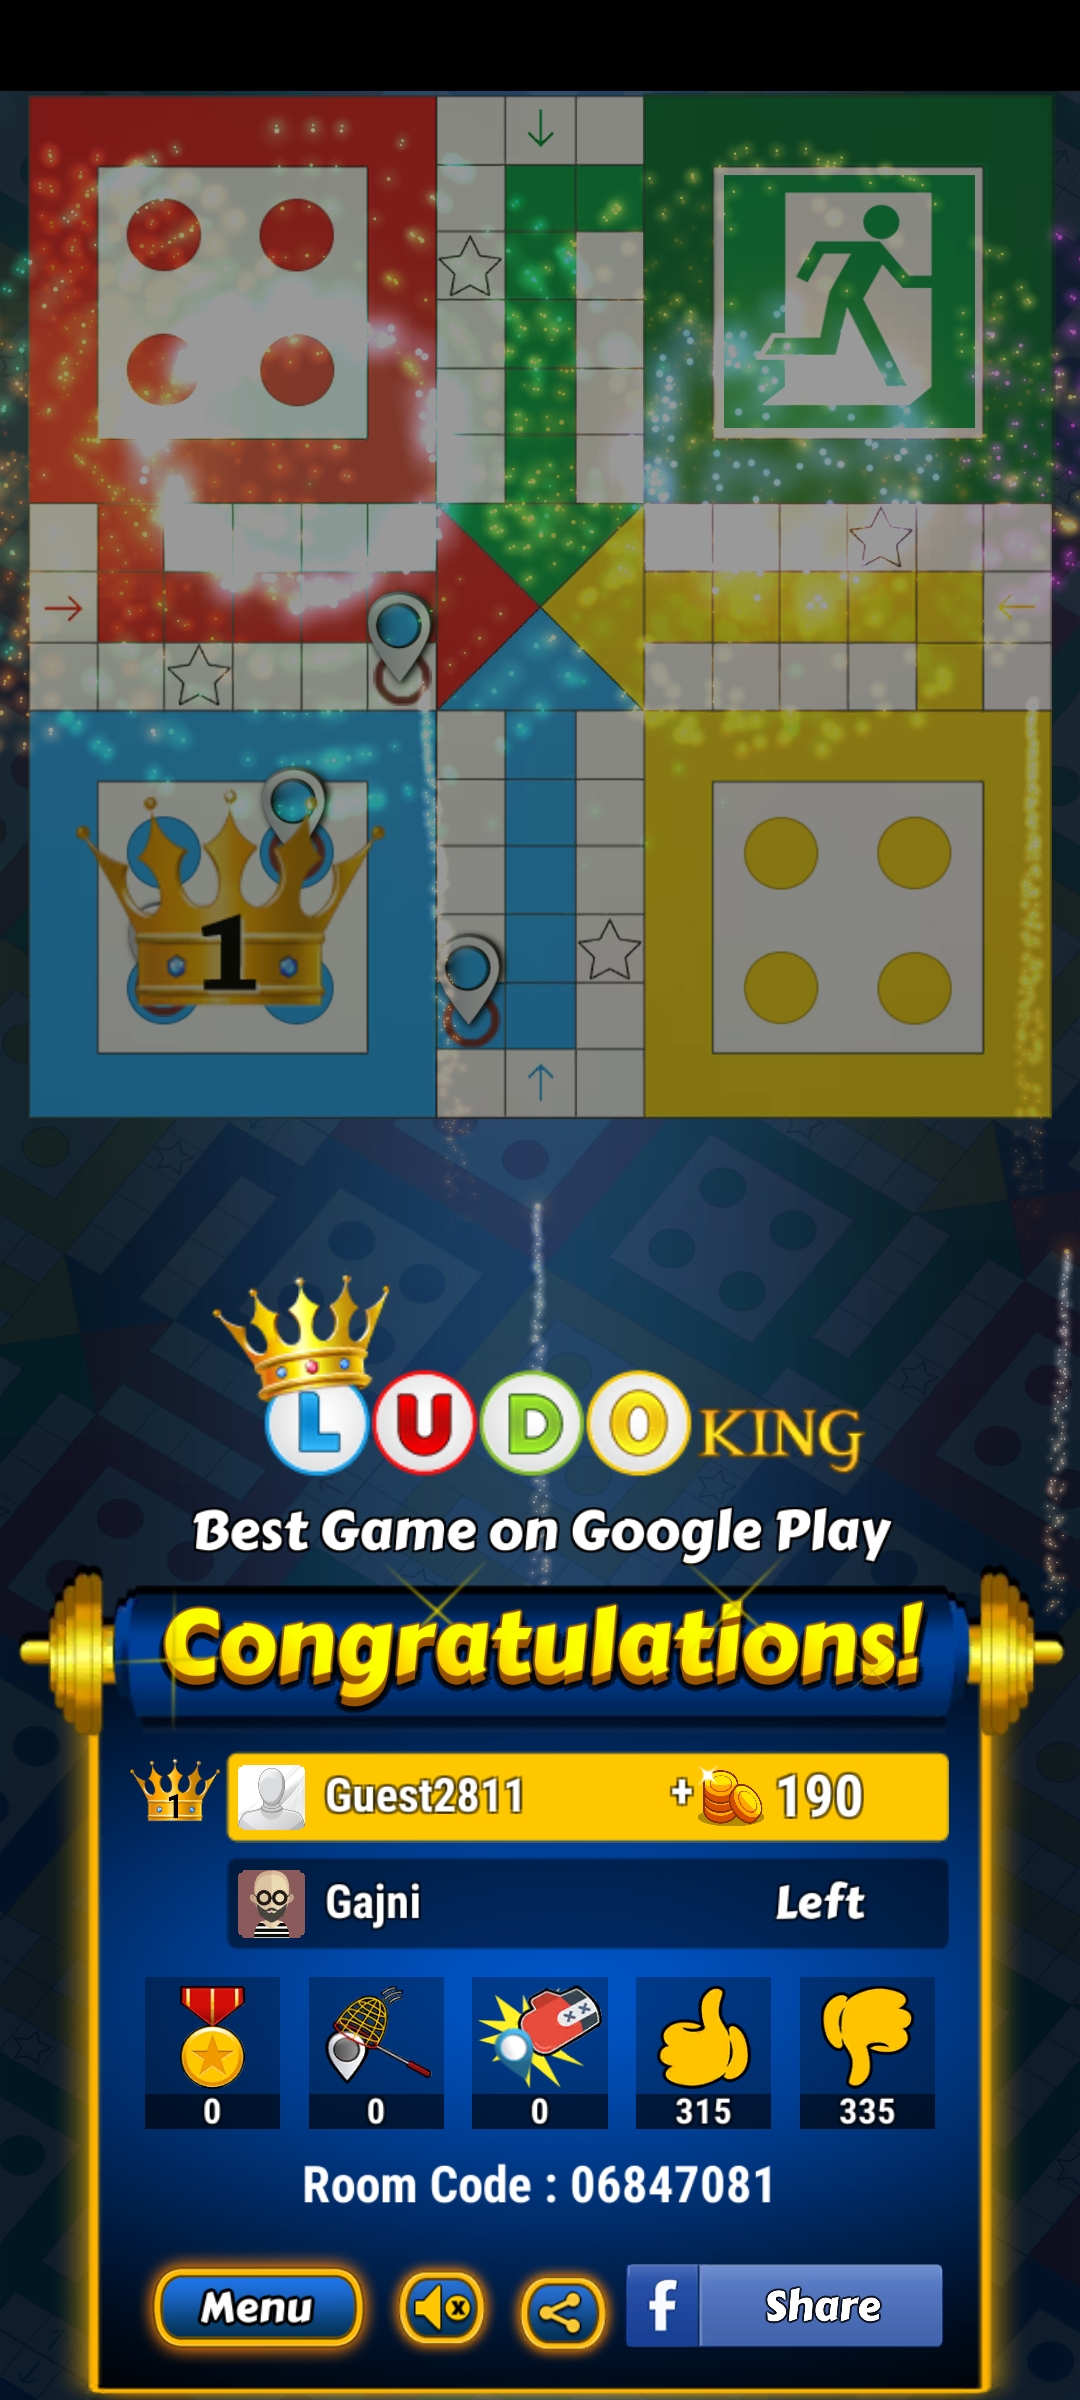 1
LUDO KING
Best Game on Google Play
Congratulations!
1 Guest2811 + 190
Gajni Left
0 0 0 315 335
Room Code : 06847081
Menu x f Share